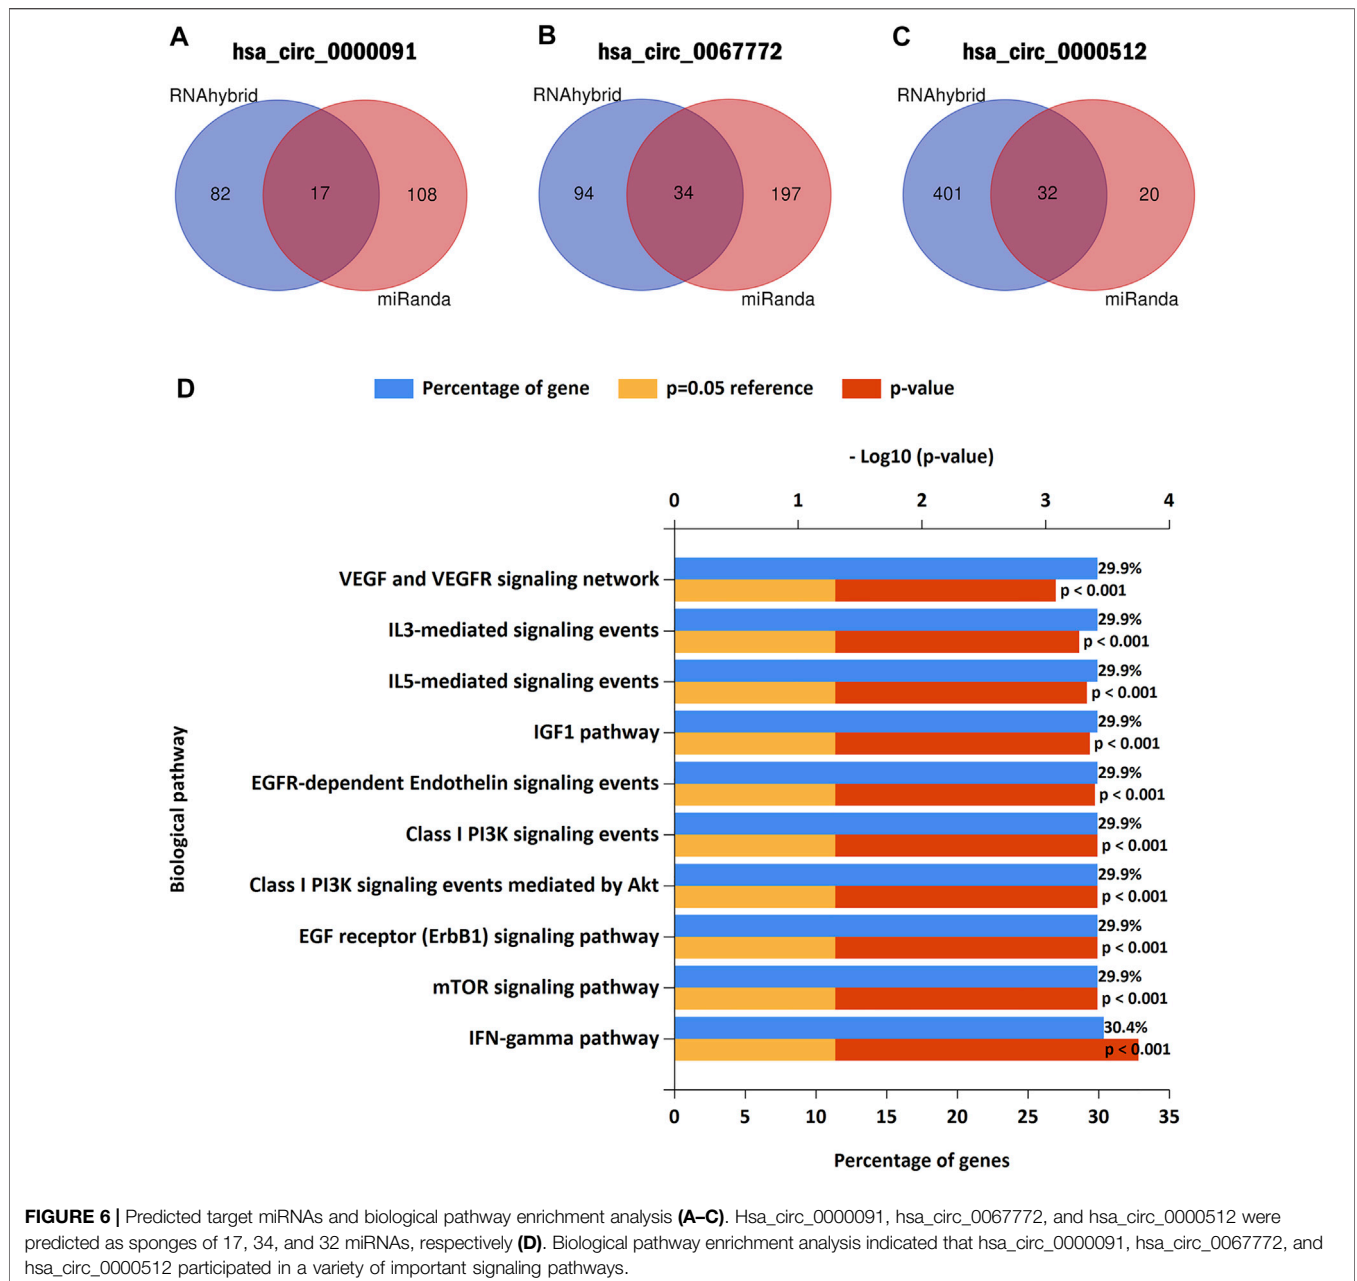 A
hsa_circ_0000091
RNAhybrid
82
17
108
miRanda
B
hsa_circ_0067772
RNAhybrid
94
34
197
miRanda
C
hsa_circ_0000512
RNAhybrid
401
32
20
miRanda
D
Percentage of gene
p=0.05 reference
p-value
- Log10 (p-value)
0 1 2 3 4
Biological pathway
VEGF and VEGFR signaling network
29.9%
p < 0.001
IL3-mediated signaling events
29.9%
p < 0.001
IL5-mediated signaling events
29.9%
p < 0.001
IGF1 pathway
29.9%
p < 0.001
EGFR-dependent Endothelin signaling events
29.9%
p < 0.001
Class I PI3K signaling events
29.9%
p < 0.001
Class I PI3K signaling events mediated by Akt
29.9%
p < 0.001
EGF receptor (ErbB1) signaling pathway
29.9%
p < 0.001
mTOR signaling pathway
29.9%
p < 0.001
IFN-gamma pathway
30.4%
p < 0.001
0 5 10 15 20 25 30 35
Percentage of genes
FIGURE 6 | Predicted target miRNAs and biological pathway enrichment analysis (A–C). Hsa_circ_0000091, hsa_circ_0067772, and hsa_circ_0000512 were
predicted as sponges of 17, 34, and 32 miRNAs, respectively (D). Biological pathway enrichment analysis indicated that hsa_circ_0000091, hsa_circ_0067772, and
hsa_circ_0000512 participated in a variety of important signaling pathways.